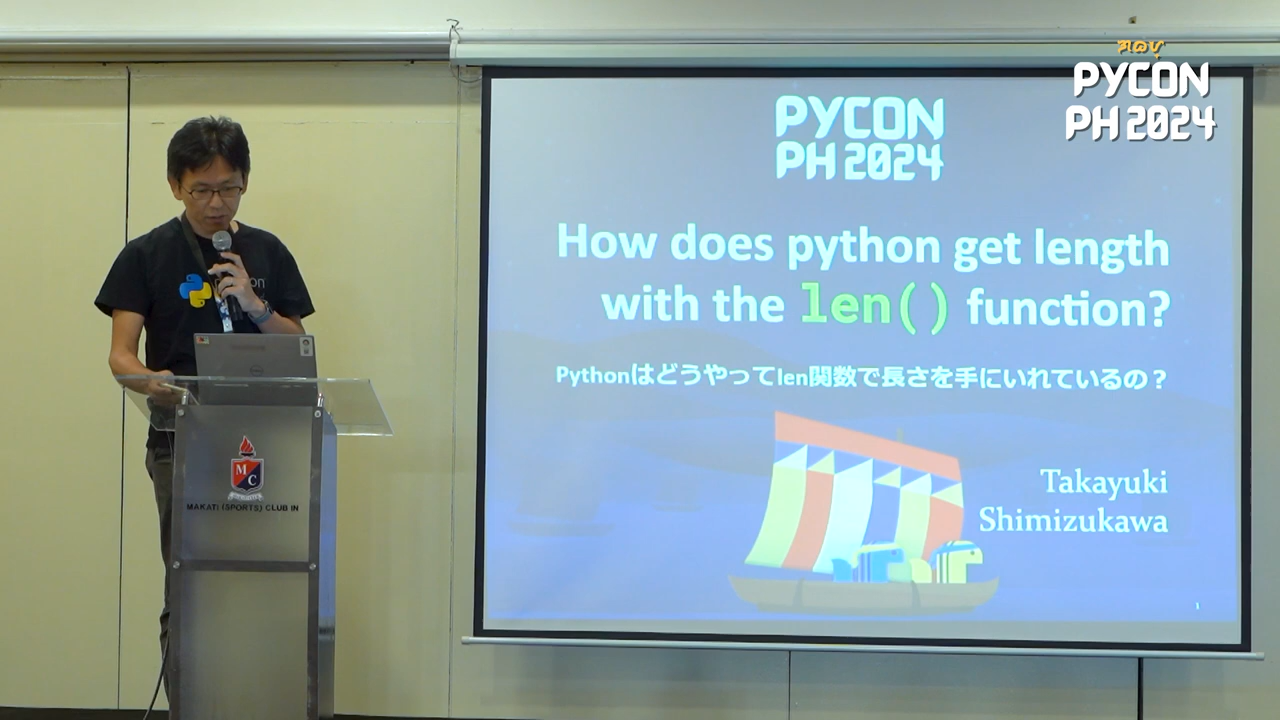 PYCON
PH 2024
PYCON
PH 2024
How does python get length
with the len() function?
Pythonはどうやってlen関数で長さを手にいれているの？
Takayuki
Shimizukawa
1
M
C
MAKATI (SPORTS) CLUB IN